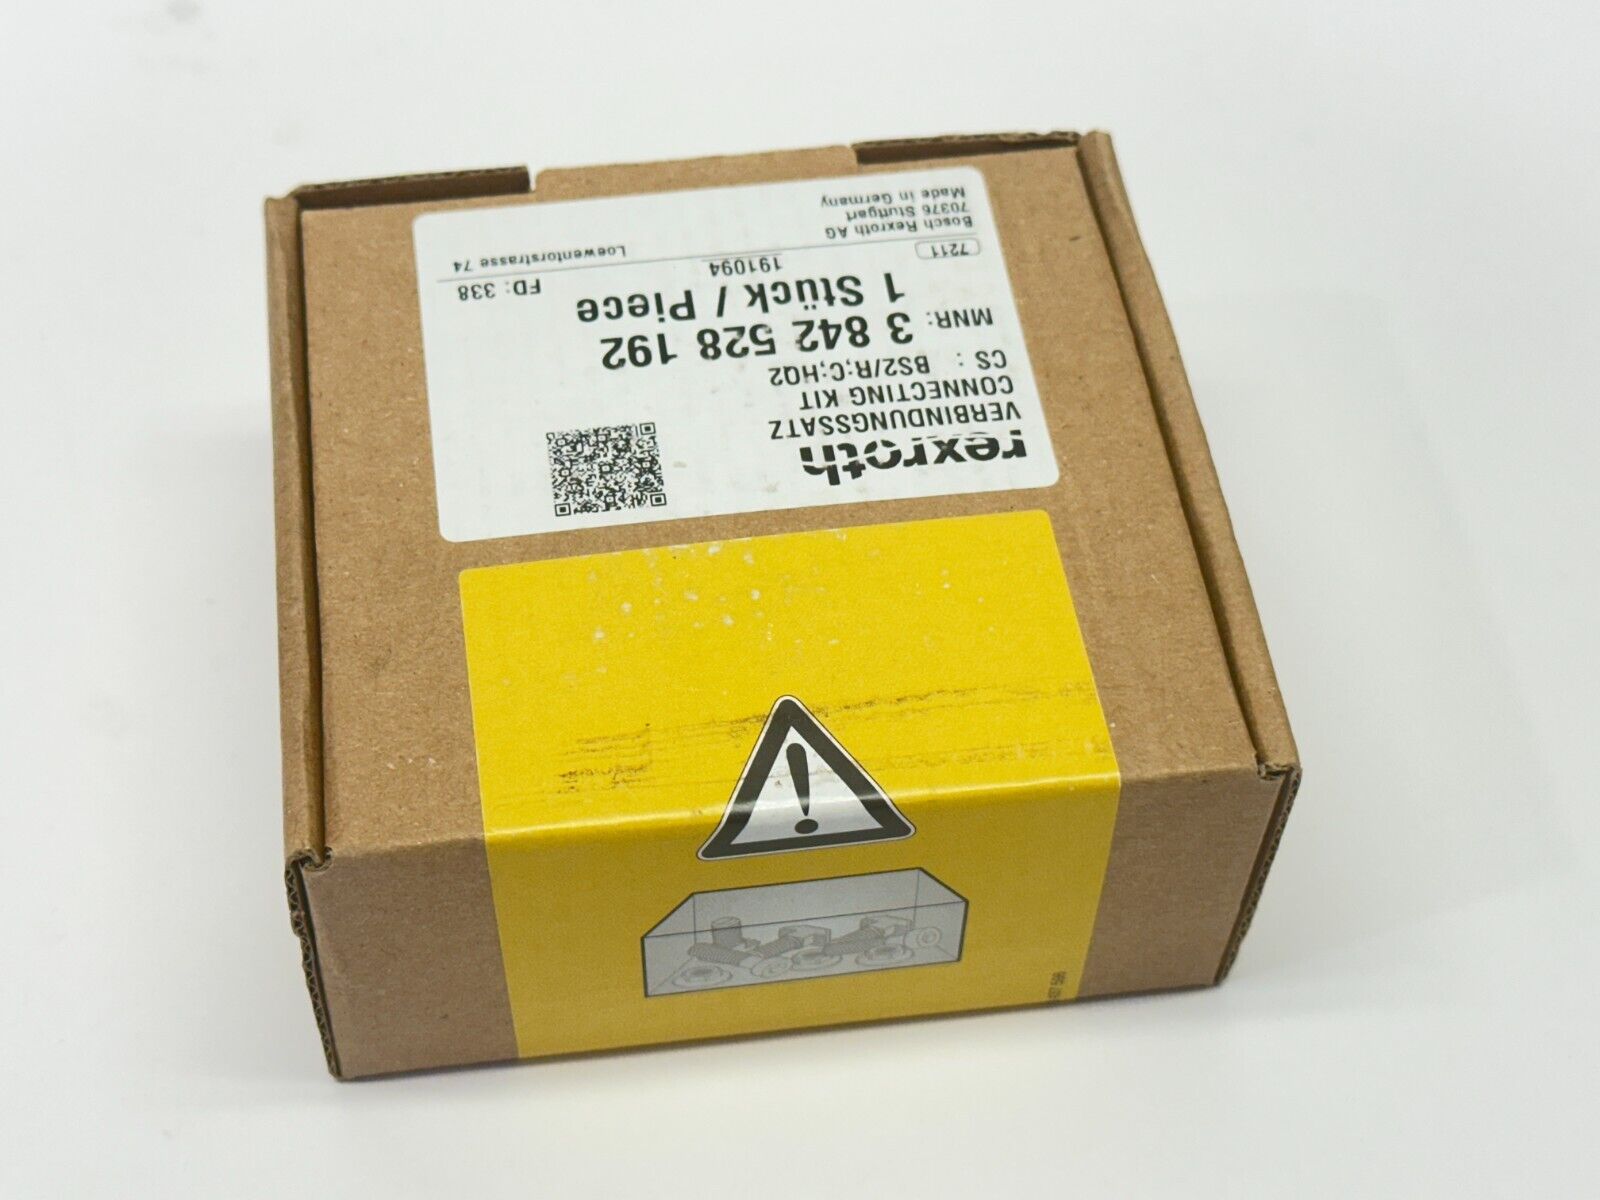 rexroth
VERBINDUNGSSATZ
CONNECTING KIT
CS : BS2/R;C;HQ2
MNR: 3 842 528 192
1 Stück / Piece
191094 FD: 338
7211
Bosch Rexroth AG Loewentorstrasse 74
70376 Stuttgart
Made in Germany